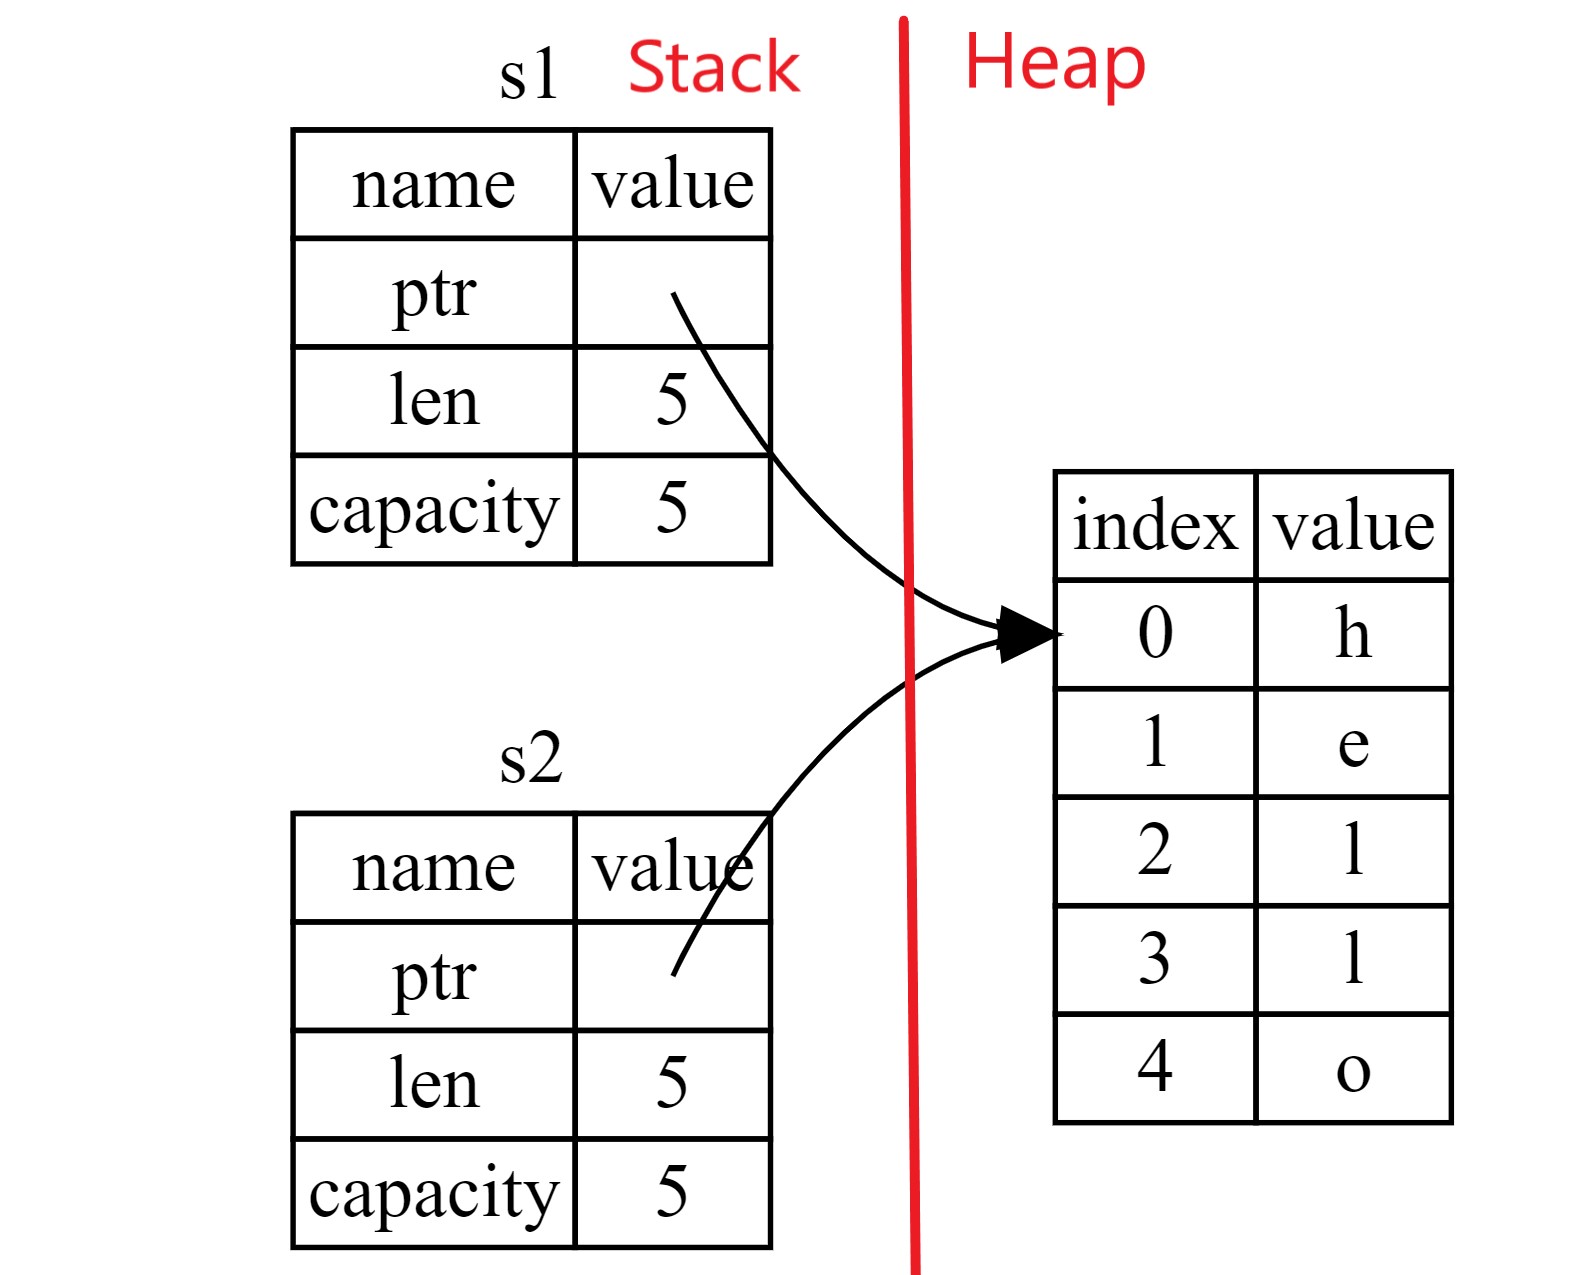 s1 Stack Heap
name value
ptr
len 5
capacity 5
s2
name value
ptr
len 5
capacity 5
index value
0 h
1 e
2 l
3 l
4 o